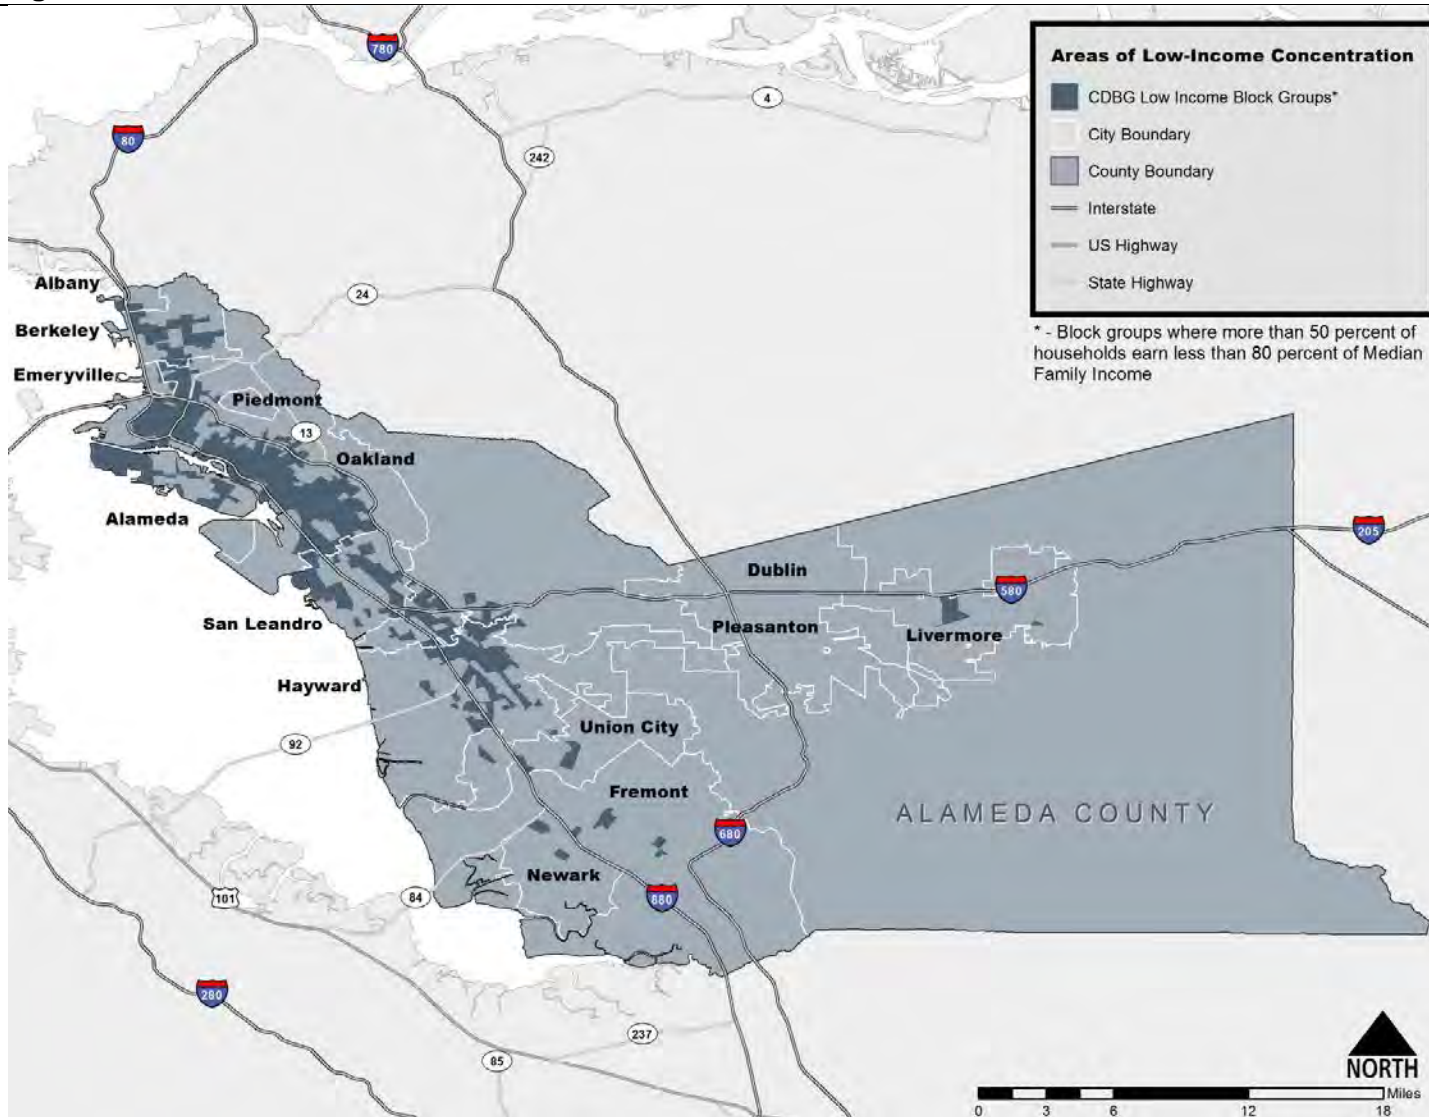 780
4
80
242
Areas of Low-Income Concentration
CDBG Low Income Block Groups*
City Boundary
County Boundary
Interstate
US Highway
State Highway
* - Block groups where more than 50 percent of
households earn less than 80 percent of Median
Family Income
Albany
24
Berkeley
Emeryville
Piedmont
13
Oakland
Alameda
205
Dublin
580
San Leandro
Pleasanton
Livermore
Hayward
Union City
92
Fremont
ALAMEDA COUNTY
680
Newark
84
101
880
280
237
85
NORTH
Miles
0 3 6 12 18